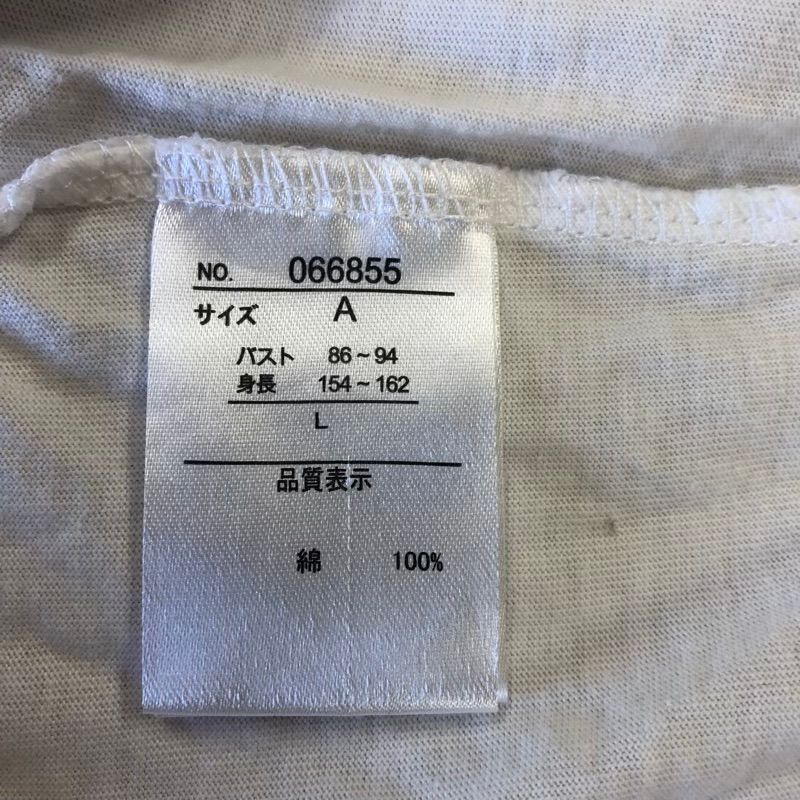 NO. 066855
サイズ A
バスト 86～94
身長 154～162
L
品質表示
綿 100%